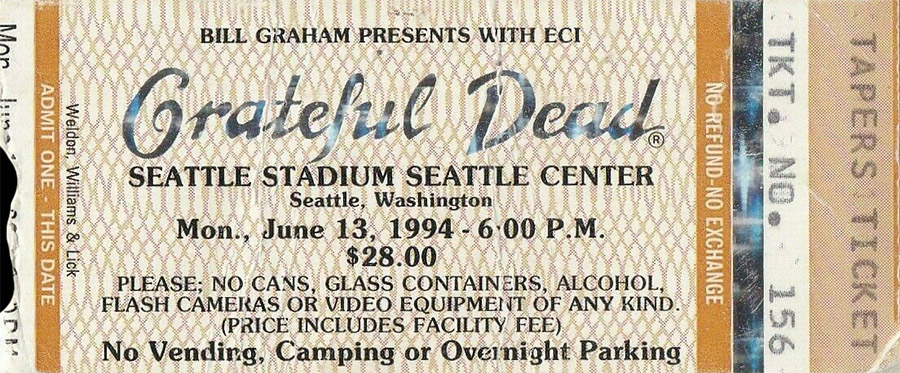 BILL GRAHAM PRESENTS WITH ECI
Grateful Dead ®
SEATTLE STADIUM SEATTLE CENTER
Seattle, Washington
Mon., June 13, 1994 - 6:00 P.M.
$28.00
PLEASE; NO CANS, GLASS CONTAINERS, ALCOHOL,
FLASH CAMERAS OR VIDEO EQUIPMENT OF ANY KIND.
(PRICE INCLUDES FACILITY FEE)
No Vending, Camping or Overnight Parking
Mon
ADMIT ONE - THIS DATE
Weldon, Williams & Lick
NO REFUND-NO EXCHANGE
TKT. NO. 156
TAPERS TICKET